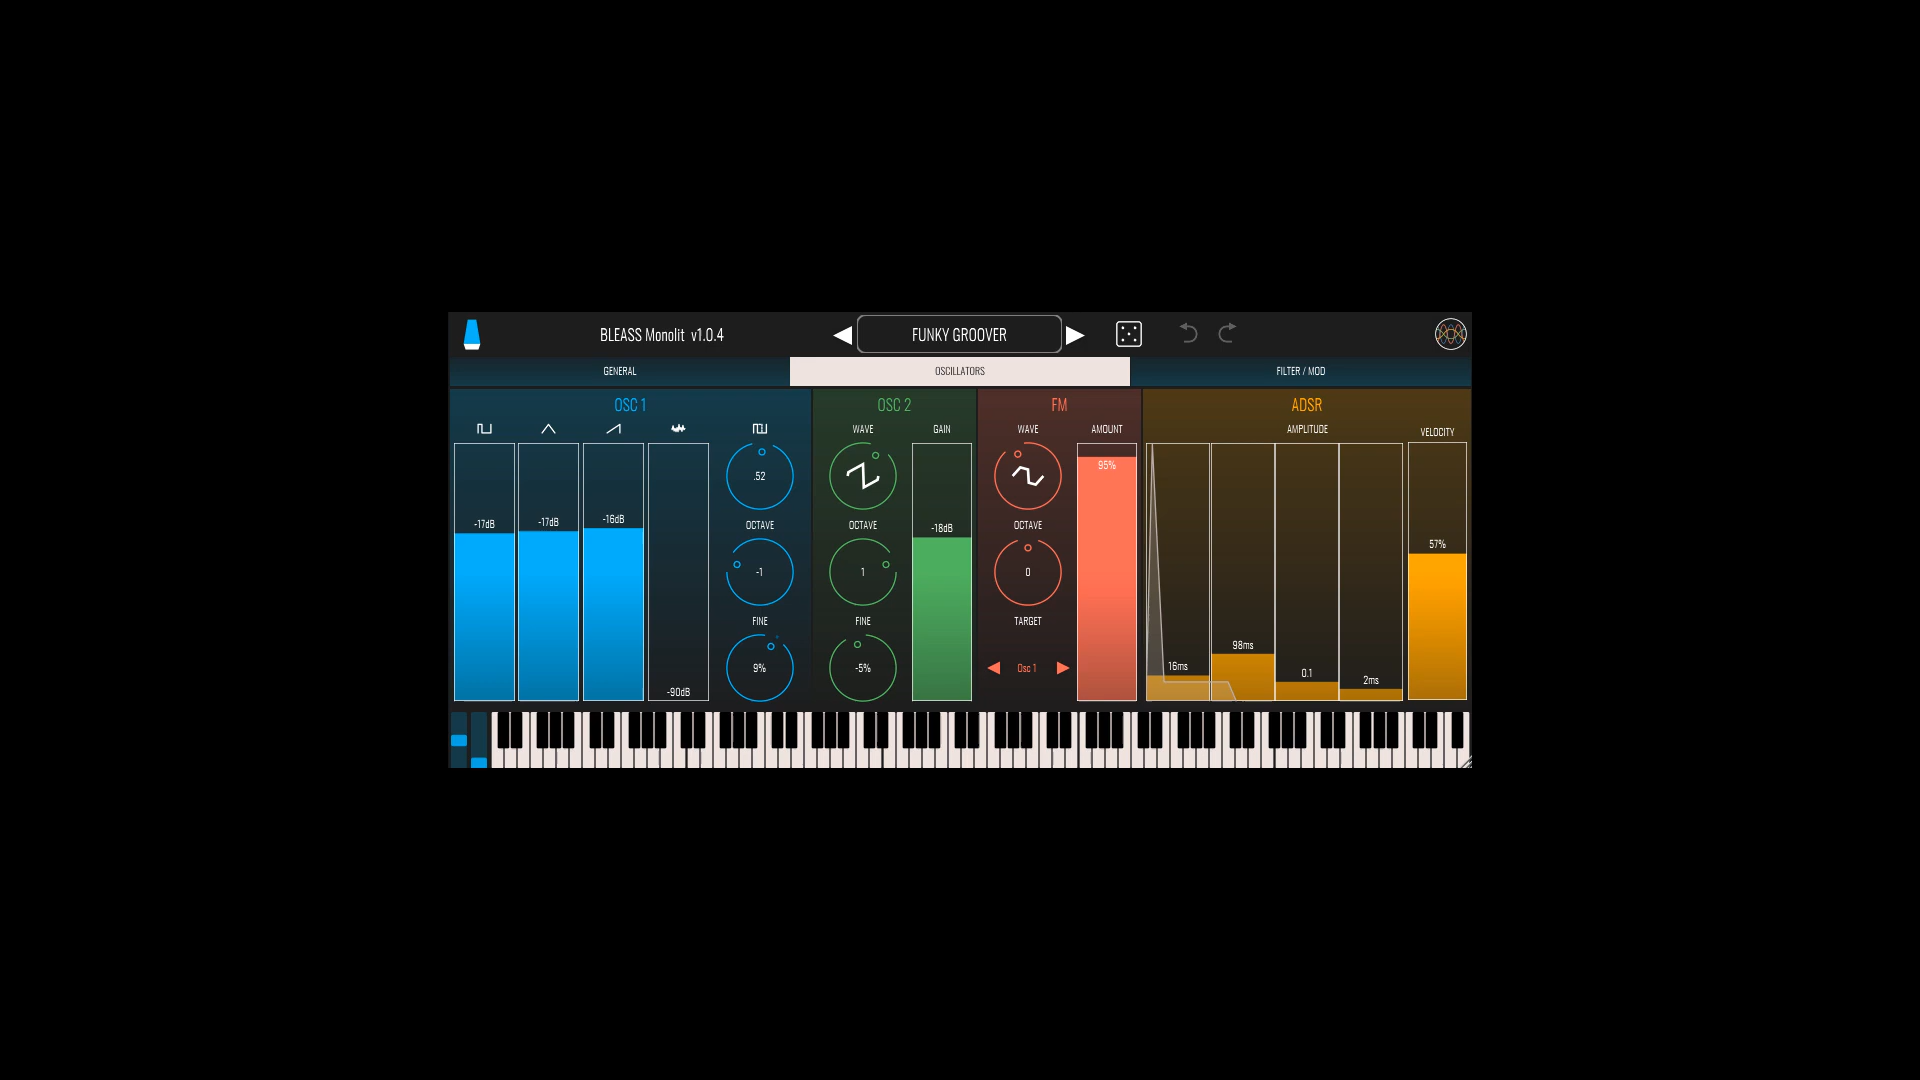 BLEASS Monolit v1.0.4
FUNKY GROOVER
GENERAL
OSCILLATORS
FILTER / MOD
OSC 1
OSC 2
FM
ADSR
WAVE
GAIN
WAVE
AMOUNT
AMPLITUDE
VELOCITY
-17dB
-17dB
-16dB
-90dB
.52
OCTAVE
-1
FINE
9%
OCTAVE
1
FINE
-5%
-18dB
OCTAVE
0
TARGET
Osc 1
95%
16ms
98ms
0.1
2ms
57%